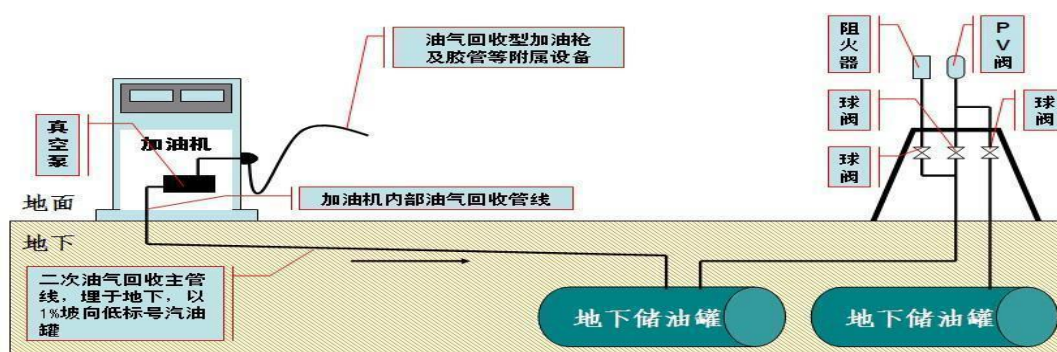 油气回收型加油枪
及胶管等附属设备
阻火器
PV阀
真空泵
加油机
球阀
球阀
球阀
加油机内部油气回收管线
地面
地下
二次油气回收主管
线，埋于地下，以
1%坡向低标号汽油
罐
地下储油罐
地下储油罐